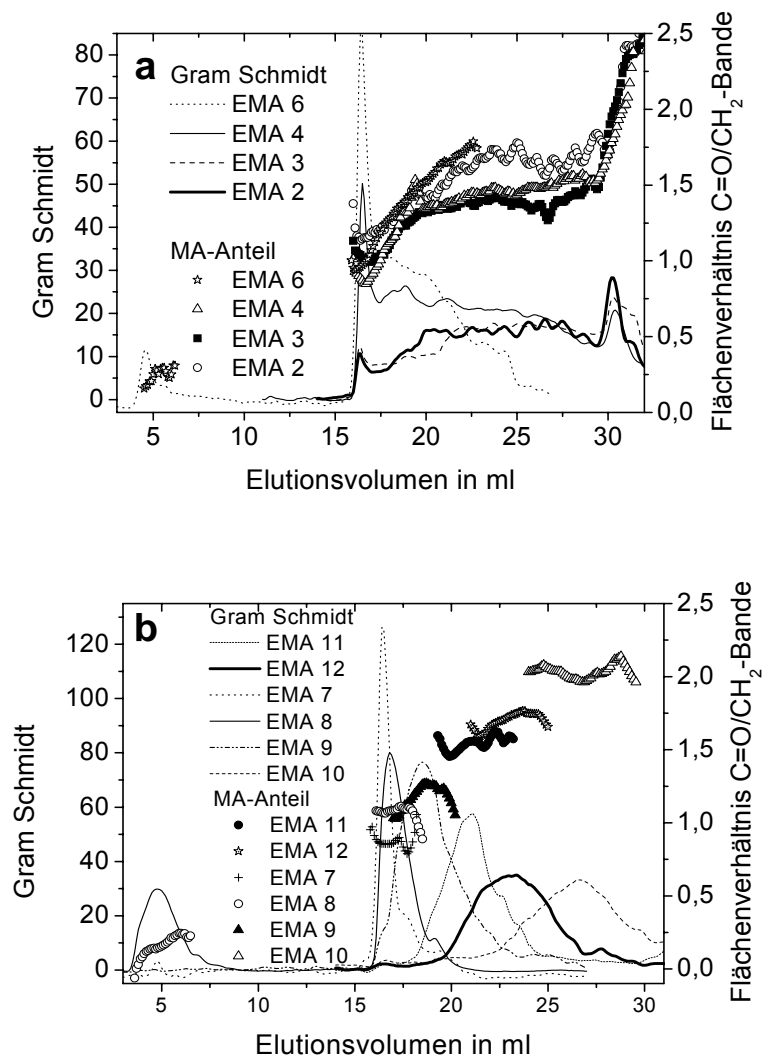 a
Gram Schmidt
EMA 6
EMA 4
EMA 3
EMA 2
MA-Anteil
EMA 6
EMA 4
EMA 3
EMA 2
80
70
60
50
40
30
20
10
0
Gram Schmidt
2,5
2,0
1,5
1,0
0,5
0,0
Flächenverhältnis C=O/CH₂-Bande
5 10 15 20 25 30
Elutionsvolumen in ml
b
Gram Schmidt
EMA 11
EMA 12
EMA 7
EMA 8
EMA 9
EMA 10
MA-Anteil
EMA 11
EMA 12
EMA 7
EMA 8
EMA 9
EMA 10
120
100
80
60
40
20
0
Gram Schmidt
2,5
2,0
1,5
1,0
0,5
0,0
Flächenverhältnis C=O/CH₂-Bande
5 10 15 20 25 30
Elutionsvolumen in ml